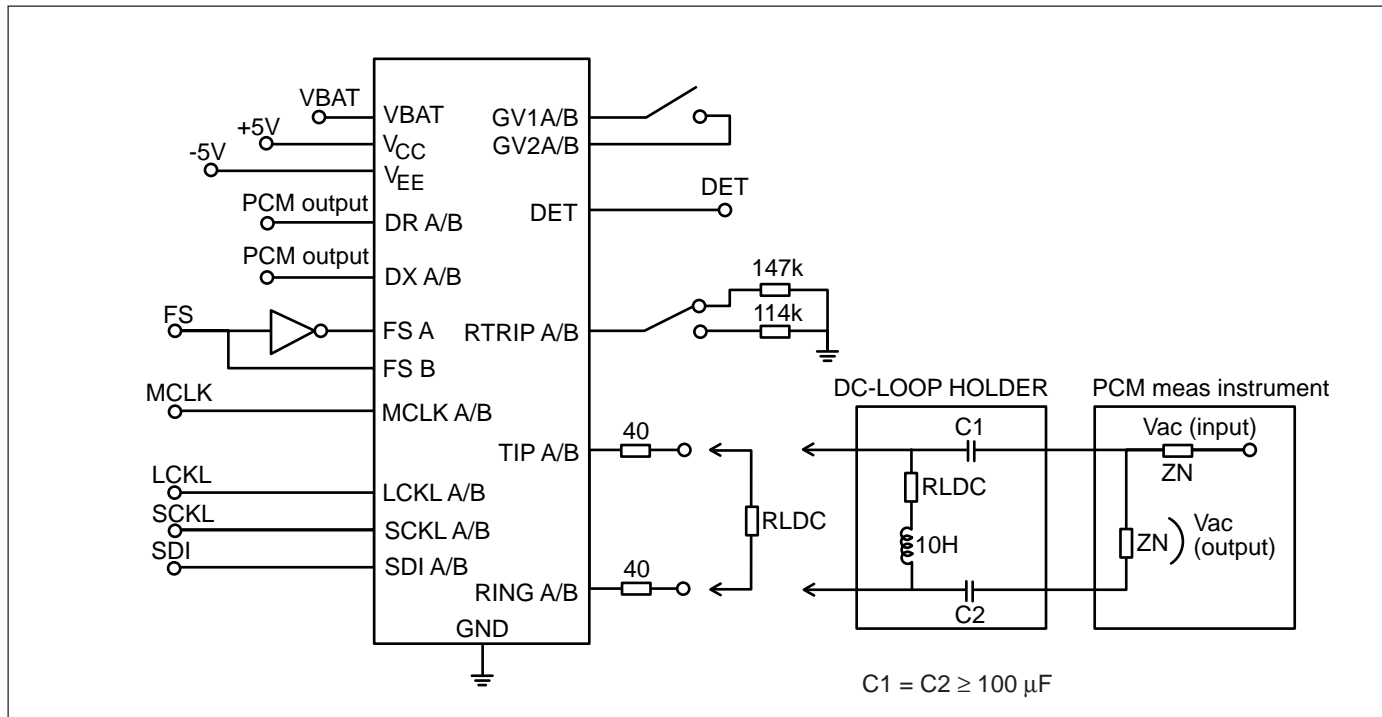 VBAT
+5V
-5V
PCM output
PCM output
FS
MCLK
LCKL
SCKL
SDI
VBAT
VCC
VEE
DR A/B
DX A/B
FS A
FS B
MCLK A/B
LCKL A/B
SCKL A/B
SDI A/B
GND
GV1A/B
GV2A/B
DET
RTRIP A/B
TIP A/B
RING A/B
DET
147k
114k
40
40
RLDC
DC-LOOP HOLDER
C1
RLDC
10H
C2
PCM meas instrument
Vac (input)
ZN
ZN
Vac
(output)
C1 = C2 ≥ 100 µF